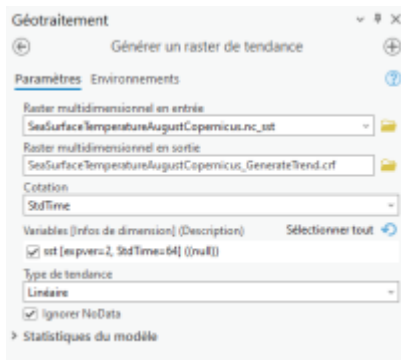 Géotraitement
Générer un raster de tendance
Paramètres Environnements
Raster multidimensionnel en entrée
SeaSurfaceTemperatureAugustCopernicus.nc_sst
Raster multidimensionnel en sortie
SeaSurfaceTemperatureAugustCopernicus_GenerateTrend.crf
Cotation
StdTime
Variables [Infos de dimension] (Description) Sélectionner tout
sst [expver=2, StdTime=64] ((null))
Type de tendance
Linéaire
Ignorer NoData
Statistiques du modèle